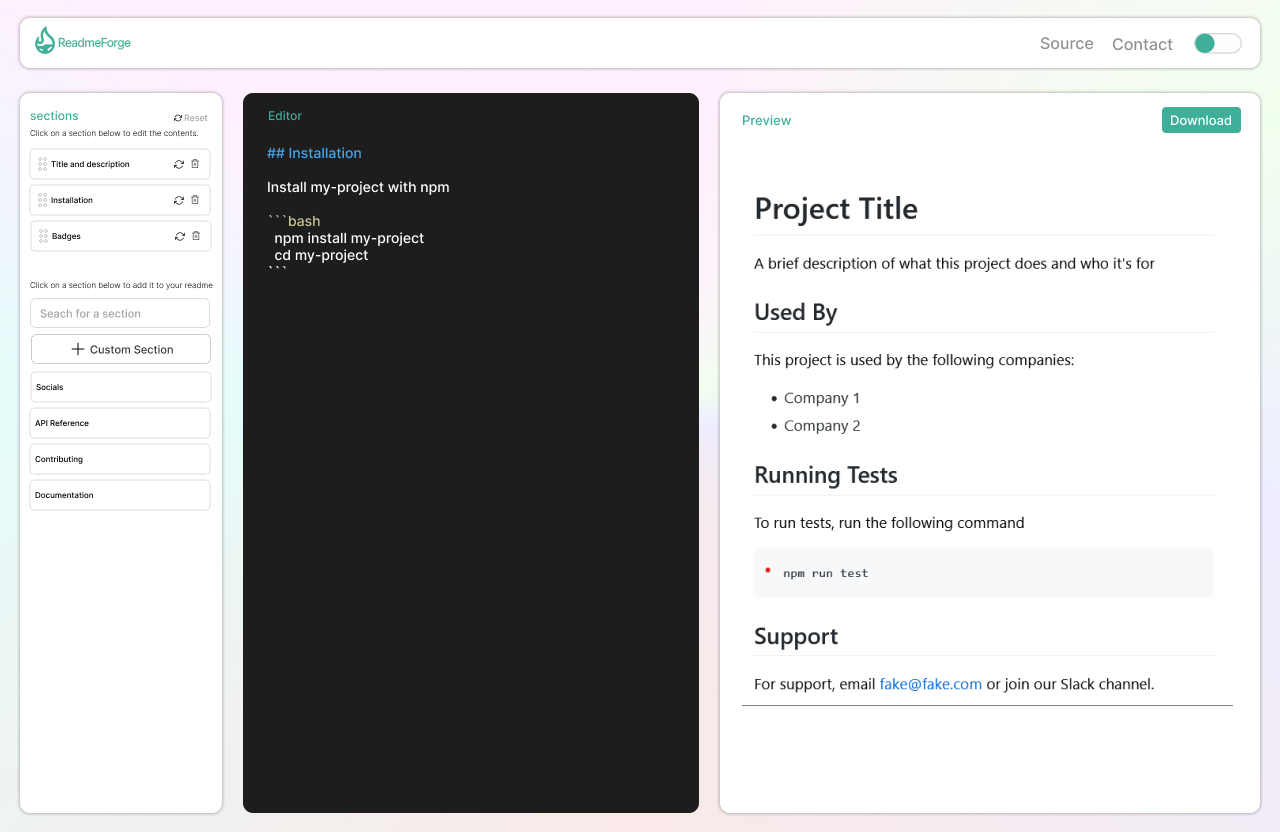 ReadmeForge
Source Contact
sections
Reset
Click on a section below to edit the contents.
Title and description
Installation
Badges
Click on a section below to add it to your readme
Seach for a section
Custom Section
Socials
API Reference
Contributing
Documentation
Editor
## Installation
Install my-project with npm
```bash
npm install my-project
cd my-project
```
Preview
Download
Project Title
A brief description of what this project does and who it's for
Used By
This project is used by the following companies:
• Company 1
• Company 2
Running Tests
To run tests, run the following command
npm run test
Support
For support, email fake@fake.com or join our Slack channel.